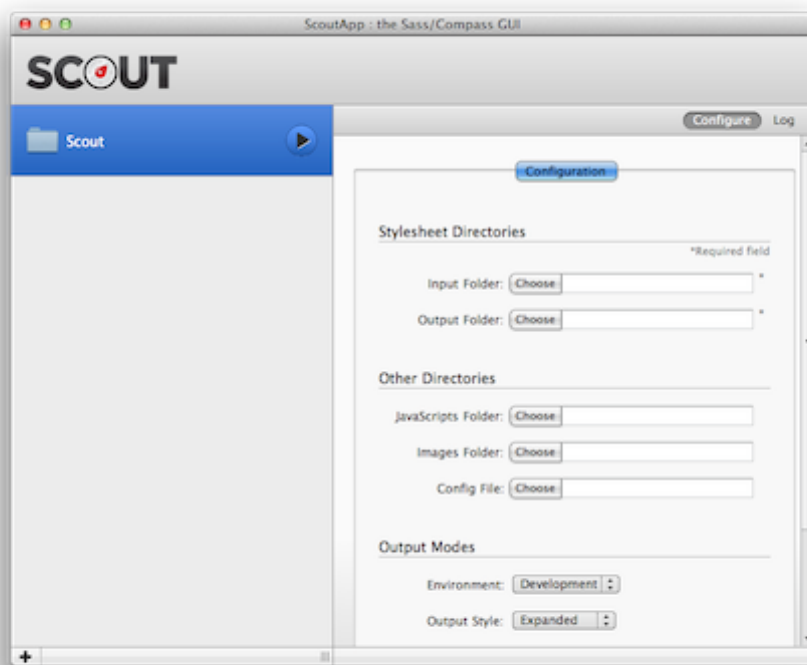 ScoutApp : the Sass/Compass GUI
SCOUT
Scout
Configure Log
Configuration
Stylesheet Directories
*Required field
Input Folder: Choose *
Output Folder: Choose *
Other Directories
JavaScripts Folder: Choose
Images Folder: Choose
Config File: Choose
Output Modes
Environment: Development
Output Style: Expanded
+